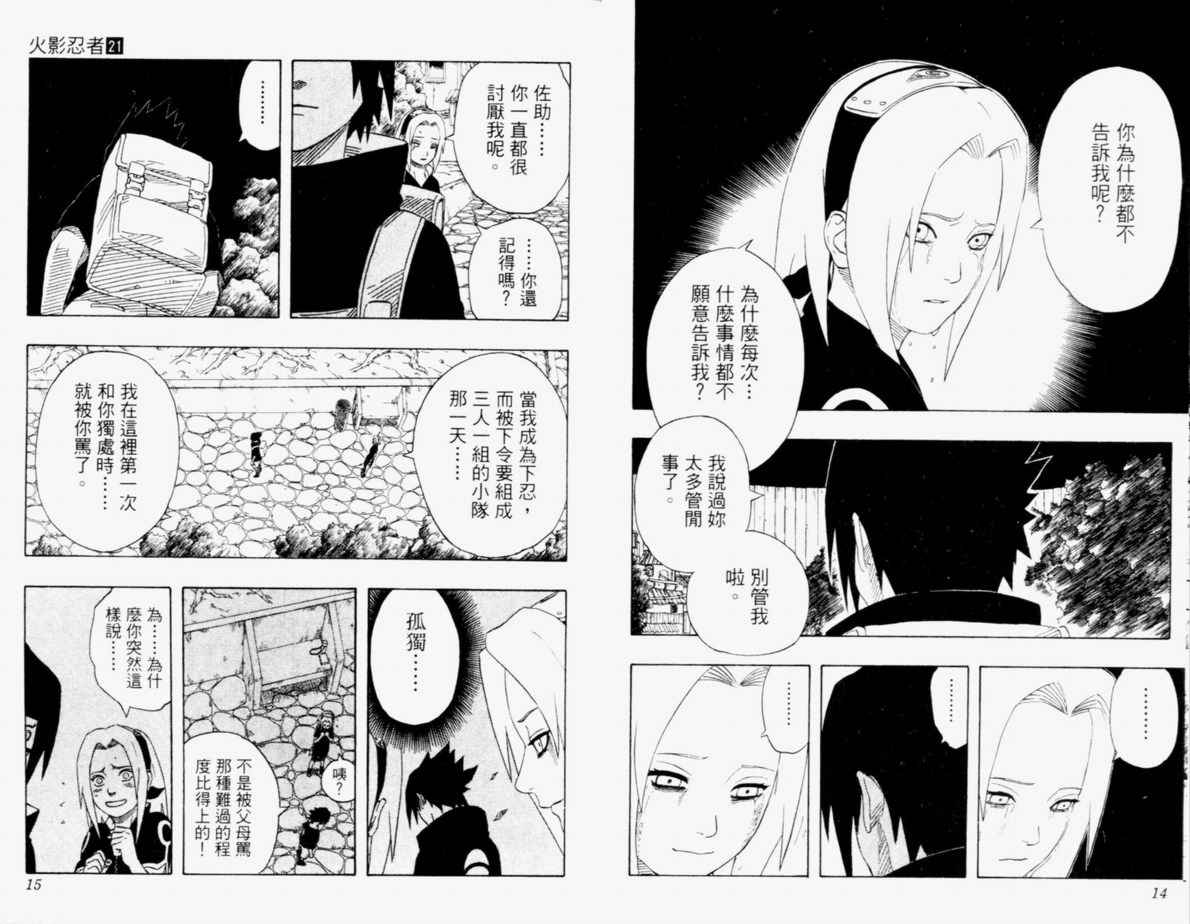 你為什麼都不
告訴我呢？
為什麼每次…
什麼事情都不
願意告訴我？
我說過妳
太多管閒
事了。
別管我
啦。
………
………
………
14
火影忍者21
佐助……
你一直都很
討厭我呢。
……你還
記得嗎？
………
當我成為下忍，
而被下令要組成
三人一組的小隊
那一天……
我在這裡第一次
和你獨處時……
就被你罵了。
孤獨……
咦？
不是被父母罵
那種難過的程
度比得上的！
為……為什
麼你突然這
樣說……
15